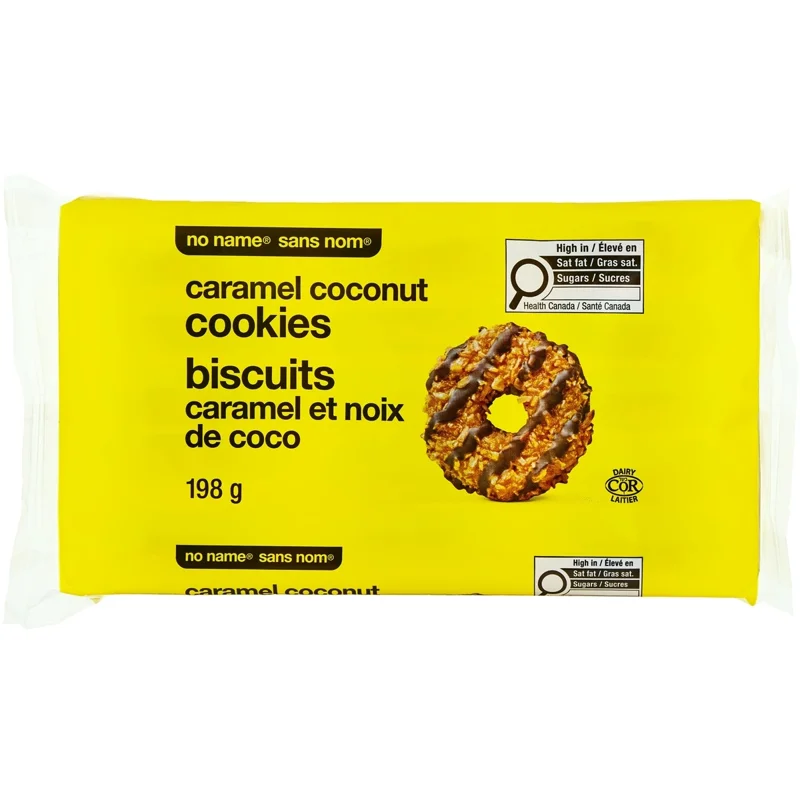 no name® sans nom®
caramel coconut
cookies
biscuits
caramel et noix
de coco
198 g
High in / Élevé en
Sat fat / Gras sat.
Sugars / Sucres
Health Canada / Santé Canada
DAIRY
COR
LAITIER
no name® sans nom®
caramel coconut
High in / Élevé en
Sat fat / Gras sat.
Sugars / Sucres